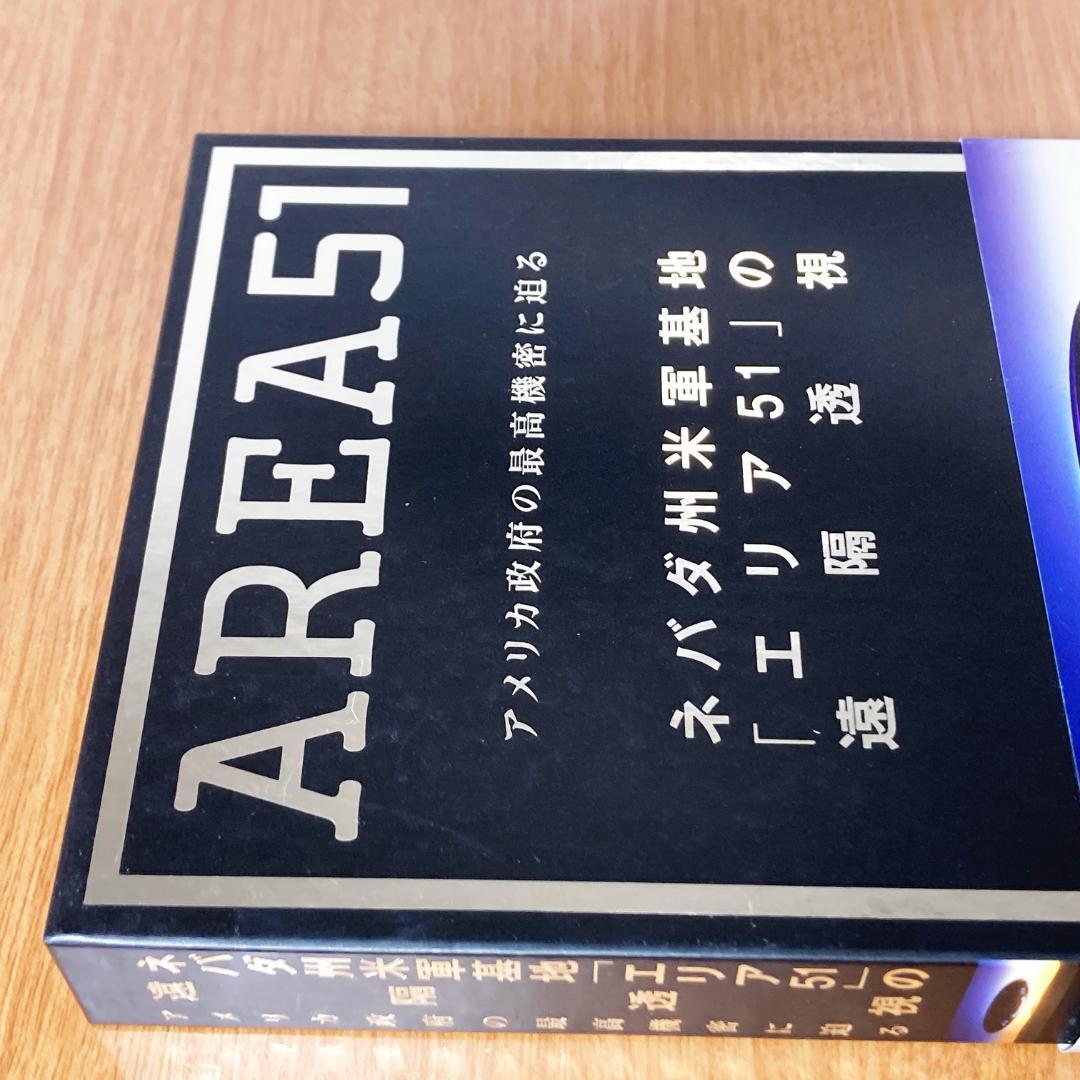 AREA51
アメリカ政府の最高機密に迫る
ネバダ州米軍基地
「エリア51」の
遠隔透視
ネバダ州米軍基地「エリア51」の
遠隔透視
アメリカ政府の最高機密に迫る